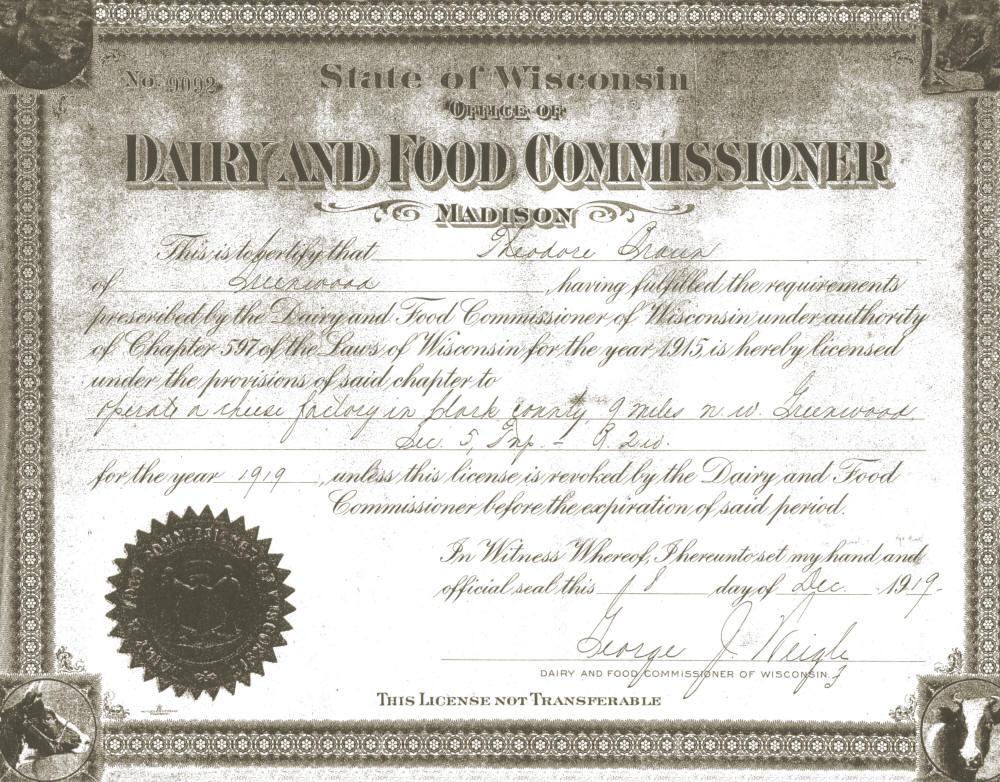 No. 9092
State of Wisconsin
OFFICE OF
DAIRY AND FOOD COMMISSIONER
MADISON
This is to certify that Theodore Braun
of Greenwood, having fulfilled the requirements
prescribed by the Dairy and Food Commissioner of Wisconsin under authority
of Chapter 597 of the Laws of Wisconsin for the year 1915, is hereby licensed
under the provisions of said chapter to
operate a cheese factory in Clark county, 9 miles n.w. Greenwood
Sec. 5, Twp. – R. 2 w.
for the year 1919, unless this license is revoked by the Dairy and Food
Commissioner before the expiration of said period.
In Witness Whereof, I hereunto set my hand and
official seal this 18 day of Dec. 1919.
George J. Weigle
DAIRY AND FOOD COMMISSIONER OF WISCONSIN.
THIS LICENSE NOT TRANSFERABLE